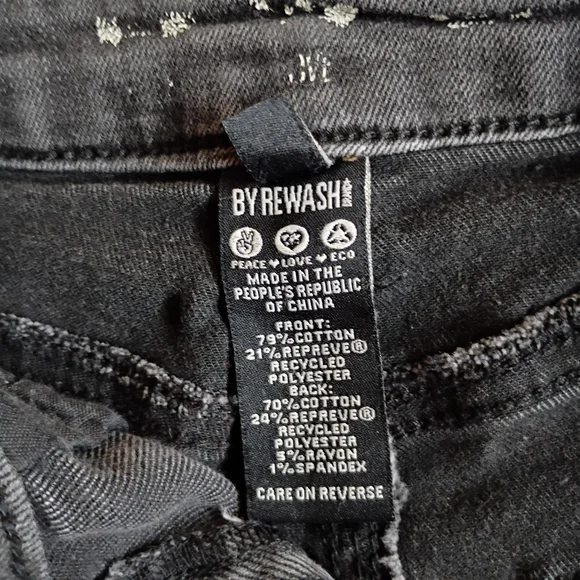 BY REWASH BRAND
PEACE ❤ LOVE ❤ ECO
MADE IN THE
PEOPLE'S REPUBLIC
OF CHINA
FRONT:
79%COTTON
21%REPREVE®
RECYCLED
POLYESTER
BACK:
70%COTTON
24%REPREVE®
RECYCLED
POLYESTER
5%RAYON
1%SPANDEX
CARE ON REVERSE